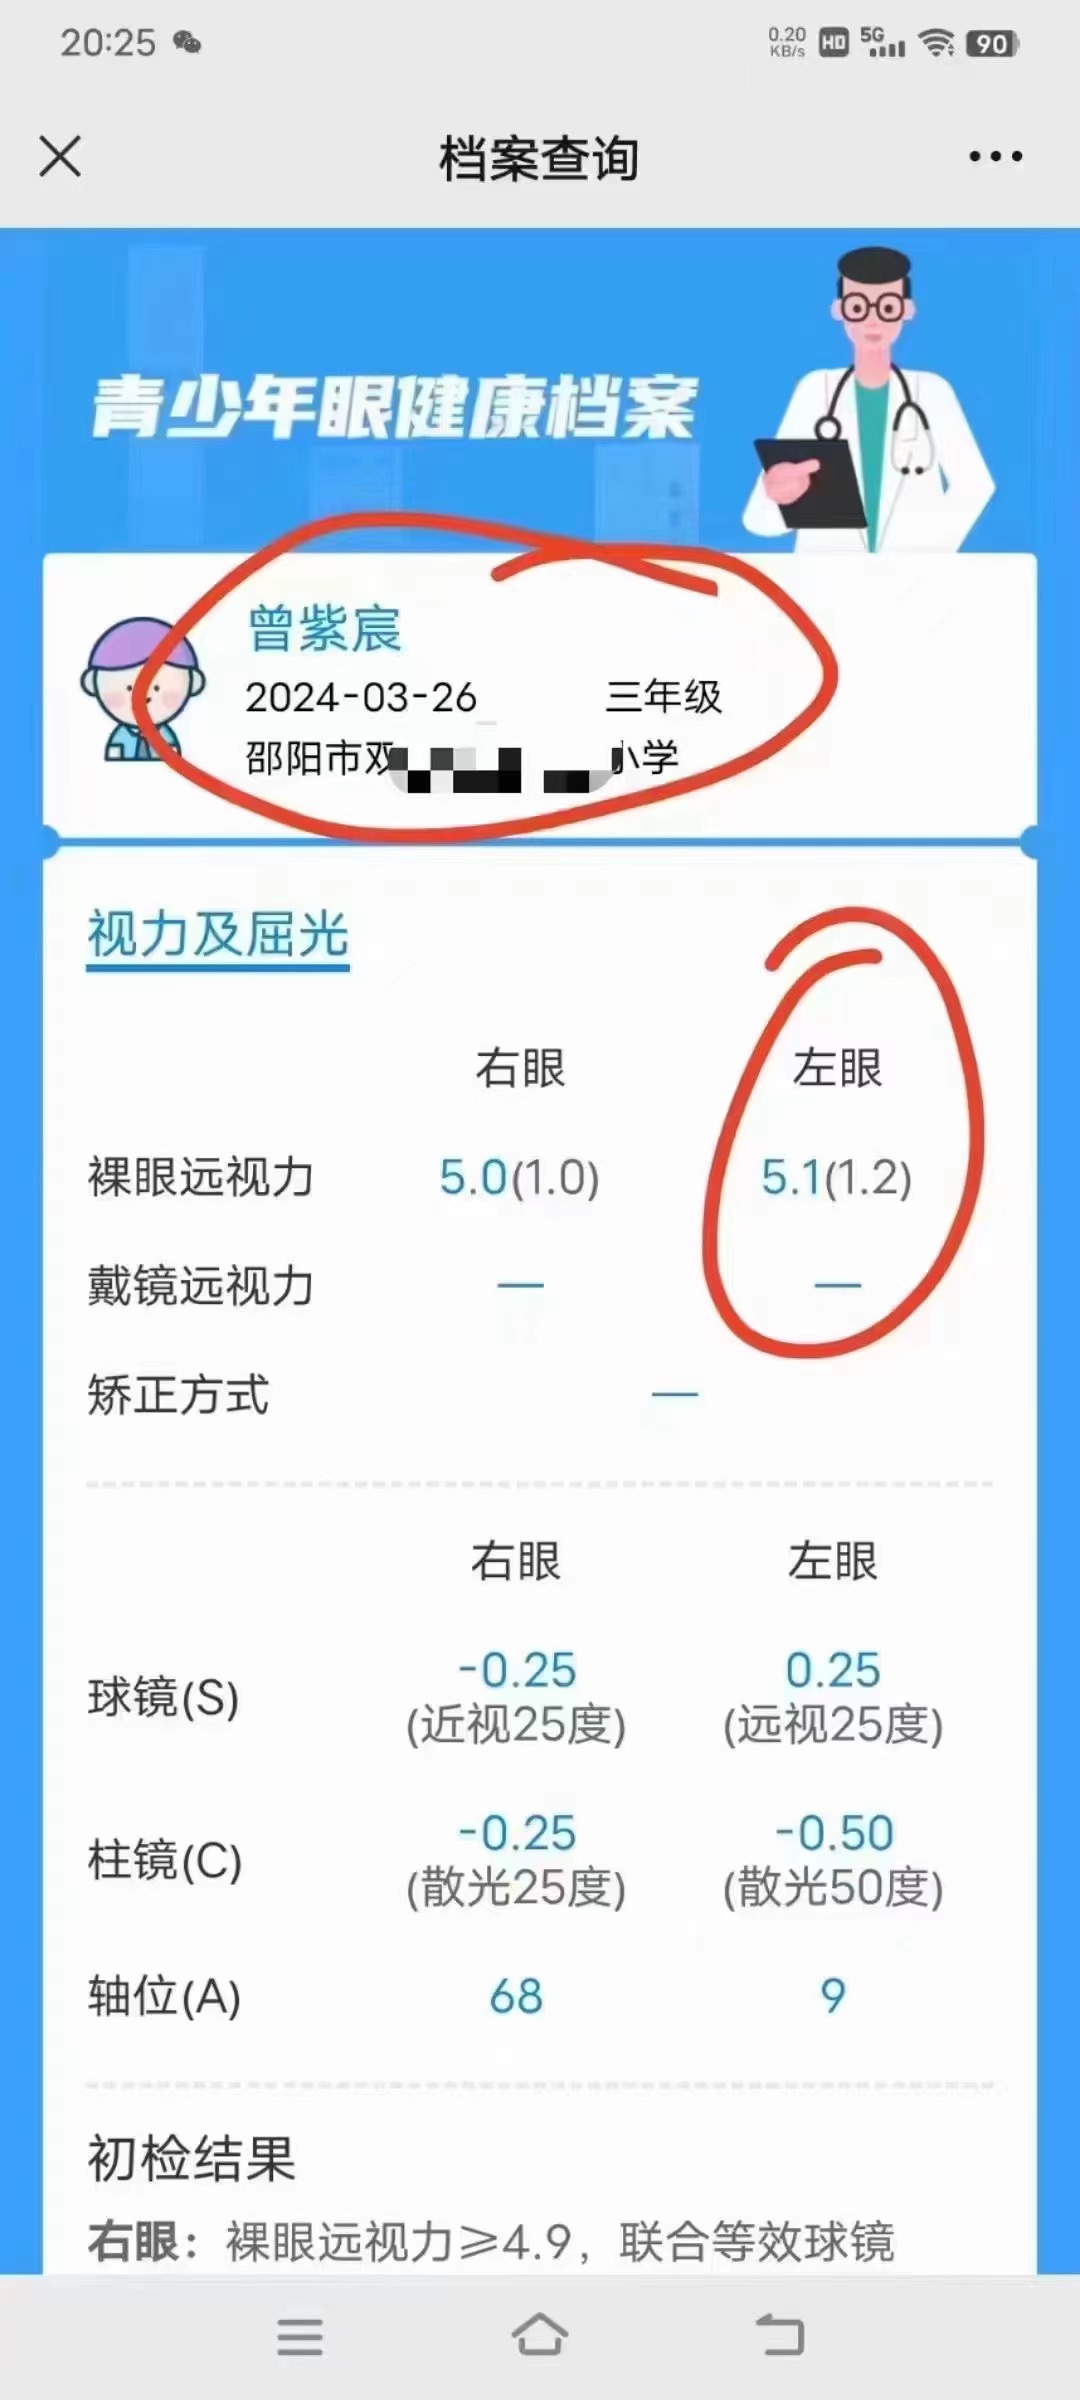 20:25
0.20 KB/s HD 5G 90
档案查询
青少年眼健康档案
曾紫宸
2024-03-26 三年级
邵阳市双 小学
视力及屈光
右眼 左眼
裸眼远视力 5.0(1.0) 5.1(1.2)
戴镜远视力 — —
矫正方式 —
右眼 左眼
球镜(S) -0.25 0.25
(近视25度) (远视25度)
柱镜(C) -0.25 -0.50
(散光25度) (散光50度)
轴位(A) 68 9
初检结果
右眼：裸眼远视力≥4.9，联合等效球镜